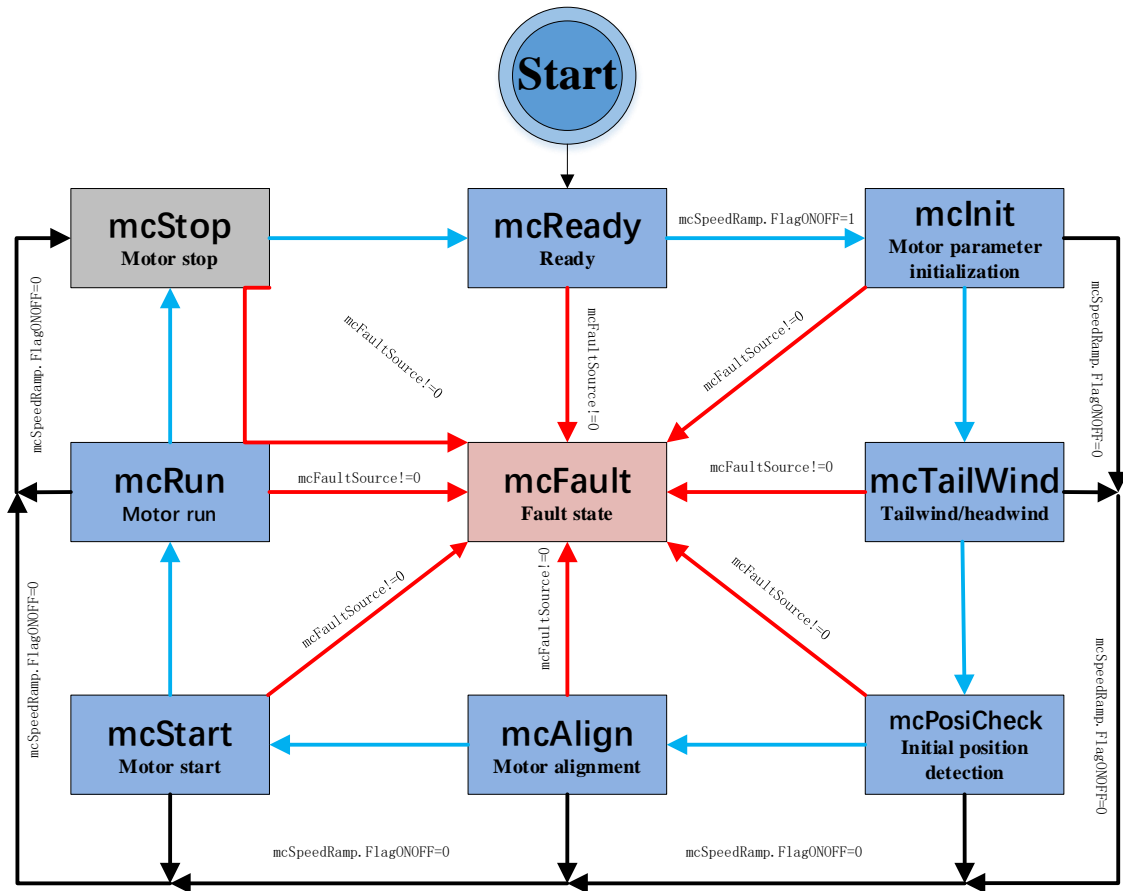 Start
mcStop
Motor stop
mcReady
Ready
mcSpeedRamp.FlagONOFF=1
mcInit
Motor parameter
initialization
mcSpeedRamp.FlagONOFF=0
mcFaultSource!=0
mcFaultSource!=0
mcFaultSource!=0
mcSpeedRamp.FlagONOFF=0
mcRun
Motor run
mcFaultSource!=0
mcFault
Fault state
mcFaultSource!=0
mcTailWind
Tailwind/headwind
mcSpeedRamp.FlagONOFF=0
mcFaultSource!=0
mcFaultSource!=0
mcFaultSource!=0
mcSpeedRamp.FlagONOFF=0
mcStart
Motor start
mcAlign
Motor alignment
mcPosiCheck
Initial position
detection
mcSpeedRamp.FlagONOFF=0
mcSpeedRamp.FlagONOFF=0